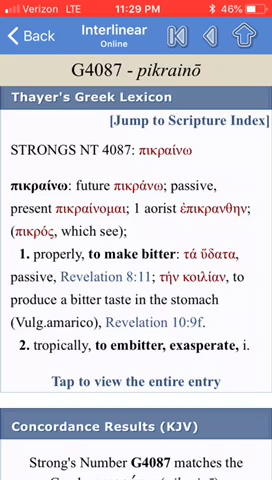 Verizon LTE 11:29 PM 46%
Back Interlinear
Online
G4087 - pikrainō
Thayer's Greek Lexicon
[Jump to Scripture Index]
STRONGS NT 4087: πικραίνω
πικραίνω: future πικράνω; passive,
present πικραίνομαι; 1 aorist ἐπικρανθην;
(πικρός, which see);
1. properly, to make bitter: τά ὕδατα,
passive, Revelation 8:11; τήν κοιλίαν, to
produce a bitter taste in the stomach
(Vulg.amarico), Revelation 10:9f.
2. tropically, to embitter, exasperate, i.
Tap to view the entire entry
Concordance Results (KJV)
Strong's Number G4087 matches the